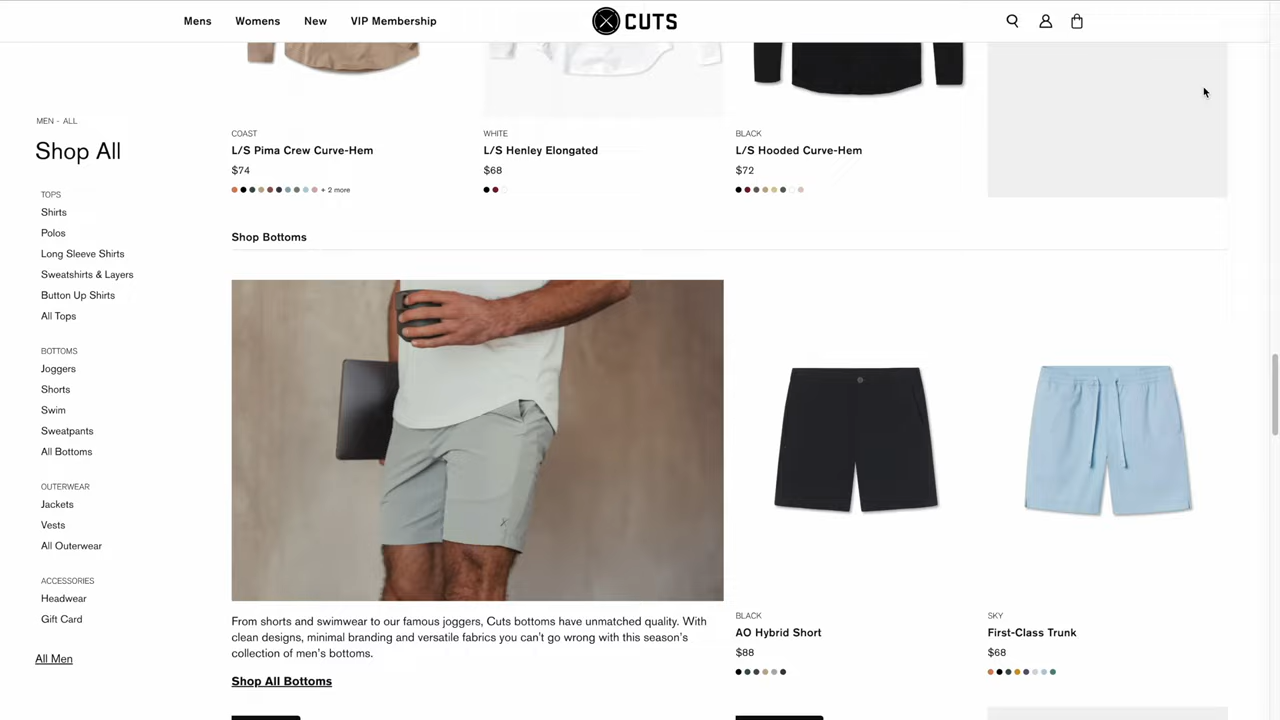 Mens
Womens
New
VIP Membership
CUTS
MEN - ALL
Shop All
TOPS
Shirts
Polos
Long Sleeve Shirts
Sweatshirts & Layers
Button Up Shirts
All Tops
BOTTOMS
Joggers
Shorts
Swim
Sweatpants
All Bottoms
OUTERWEAR
Jackets
Vests
All Outerwear
ACCESSORIES
Headwear
Gift Card
All Men
COAST
L/S Pima Crew Curve-Hem
$74
+ 2 more
WHITE
L/S Henley Elongated
$68
BLACK
L/S Hooded Curve-Hem
$72
Shop Bottoms
From shorts and swimwear to our famous joggers, Cuts bottoms have unmatched quality. With
clean designs, minimal branding and versatile fabrics you can't go wrong with this season's
collection of men's bottoms.
Shop All Bottoms
BLACK
AO Hybrid Short
$88
SKY
First-Class Trunk
$68